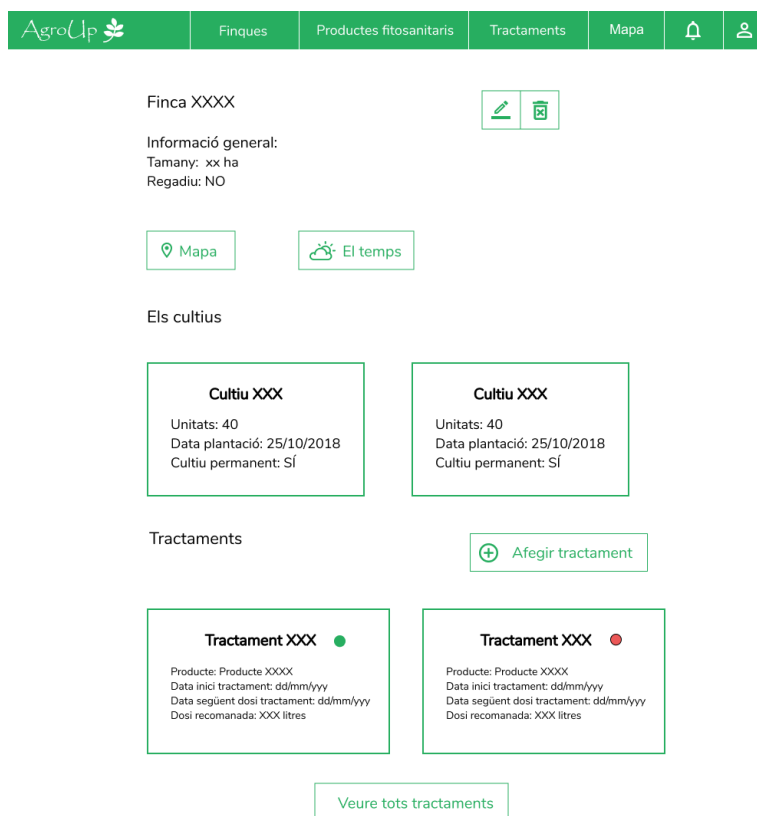 AgroUp
Finques
Productes fitosanitaris
Tractaments
Mapa
Finca XXXX
Informació general:
Tamany: xx ha
Regadiu: NO
Mapa
El temps
Els cultius
Cultiu XXX
Unitats: 40
Data plantació: 25/10/2018
Cultiu permanent: SÍ
Cultiu XXX
Unitats: 40
Data plantació: 25/10/2018
Cultiu permanent: SÍ
Tractaments
Afegir tractament
Tractament XXX
Producte: Producte XXXX
Data inici tractament: dd/mm/yyy
Data següent dosi tractament: dd/mm/yyy
Dosi recomanada: XXX litres
Tractament XXX
Producte: Producte XXXX
Data inici tractament: dd/mm/yyy
Data següent dosi tractament: dd/mm/yyy
Dosi recomanada: XXX litres
Veure tots tractaments